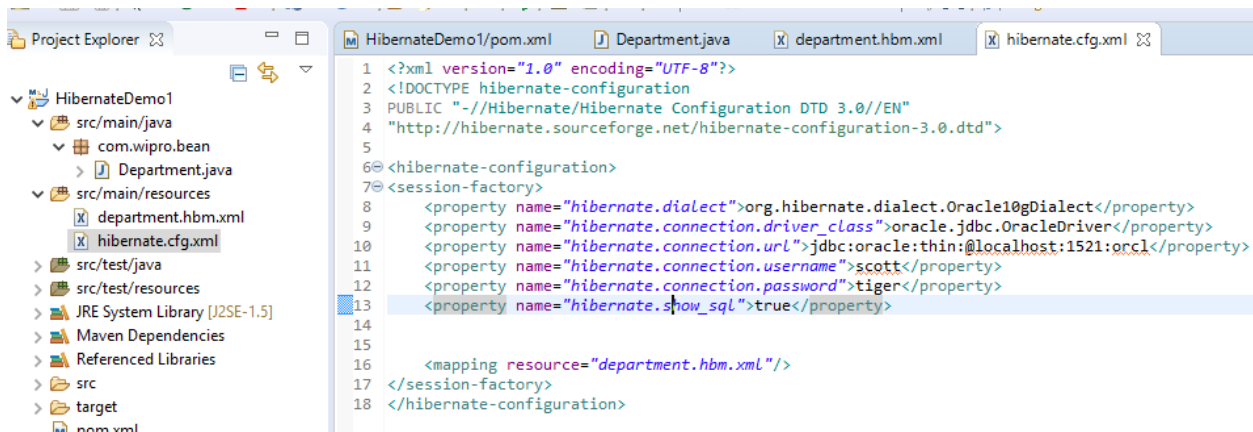 Project Explorer
HibernateDemo1
src/main/java
com.wipro.bean
Department.java
src/main/resources
department.hbm.xml
hibernate.cfg.xml
src/test/java
src/test/resources
JRE System Library [J2SE-1.5]
Maven Dependencies
Referenced Libraries
src
target
pom.xml
HibernateDemo1/pom.xml
Department.java
department.hbm.xml
hibernate.cfg.xml
1 <?xml version="1.0" encoding="UTF-8"?>
2 <!DOCTYPE hibernate-configuration
3 PUBLIC "-//Hibernate/Hibernate Configuration DTD 3.0//EN"
4 "http://hibernate.sourceforge.net/hibernate-configuration-3.0.dtd">
5
6 <hibernate-configuration>
7 <session-factory>
8 <property name="hibernate.dialect">org.hibernate.dialect.Oracle10gDialect</property>
9 <property name="hibernate.connection.driver_class">oracle.jdbc.OracleDriver</property>
10 <property name="hibernate.connection.url">jdbc:oracle:thin:@localhost:1521:orcl</property>
11 <property name="hibernate.connection.username">scott</property>
12 <property name="hibernate.connection.password">tiger</property>
13 <property name="hibernate.show_sql">true</property>
14
15
16 <mapping resource="department.hbm.xml"/>
17 </session-factory>
18 </hibernate-configuration>